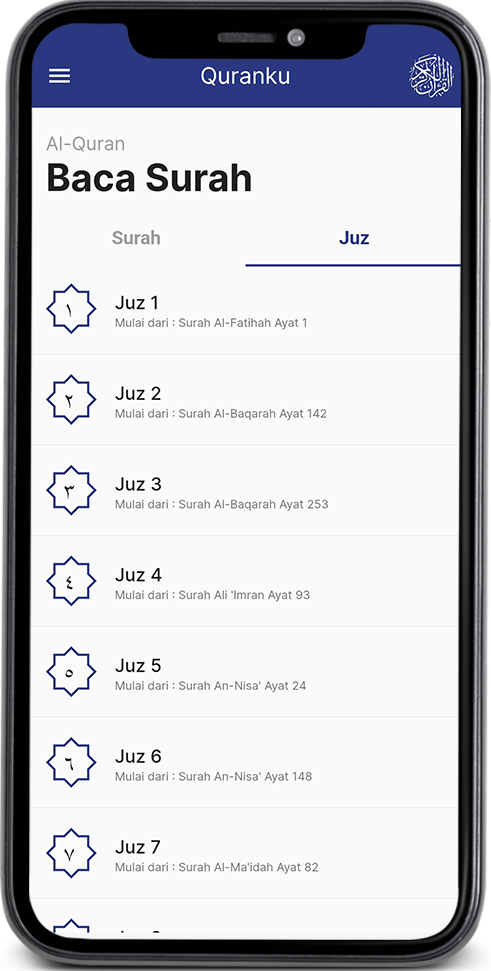 Quranku
القرآن الكريم
Al-Quran
Baca Surah
Surah
Juz
١
Juz 1
Mulai dari : Surah Al-Fatihah Ayat 1
٢
Juz 2
Mulai dari : Surah Al-Baqarah Ayat 142
٣
Juz 3
Mulai dari : Surah Al-Baqarah Ayat 253
٤
Juz 4
Mulai dari : Surah Ali 'Imran Ayat 93
٥
Juz 5
Mulai dari : Surah An-Nisa' Ayat 24
٦
Juz 6
Mulai dari : Surah An-Nisa' Ayat 148
٧
Juz 7
Mulai dari : Surah Al-Ma'idah Ayat 82